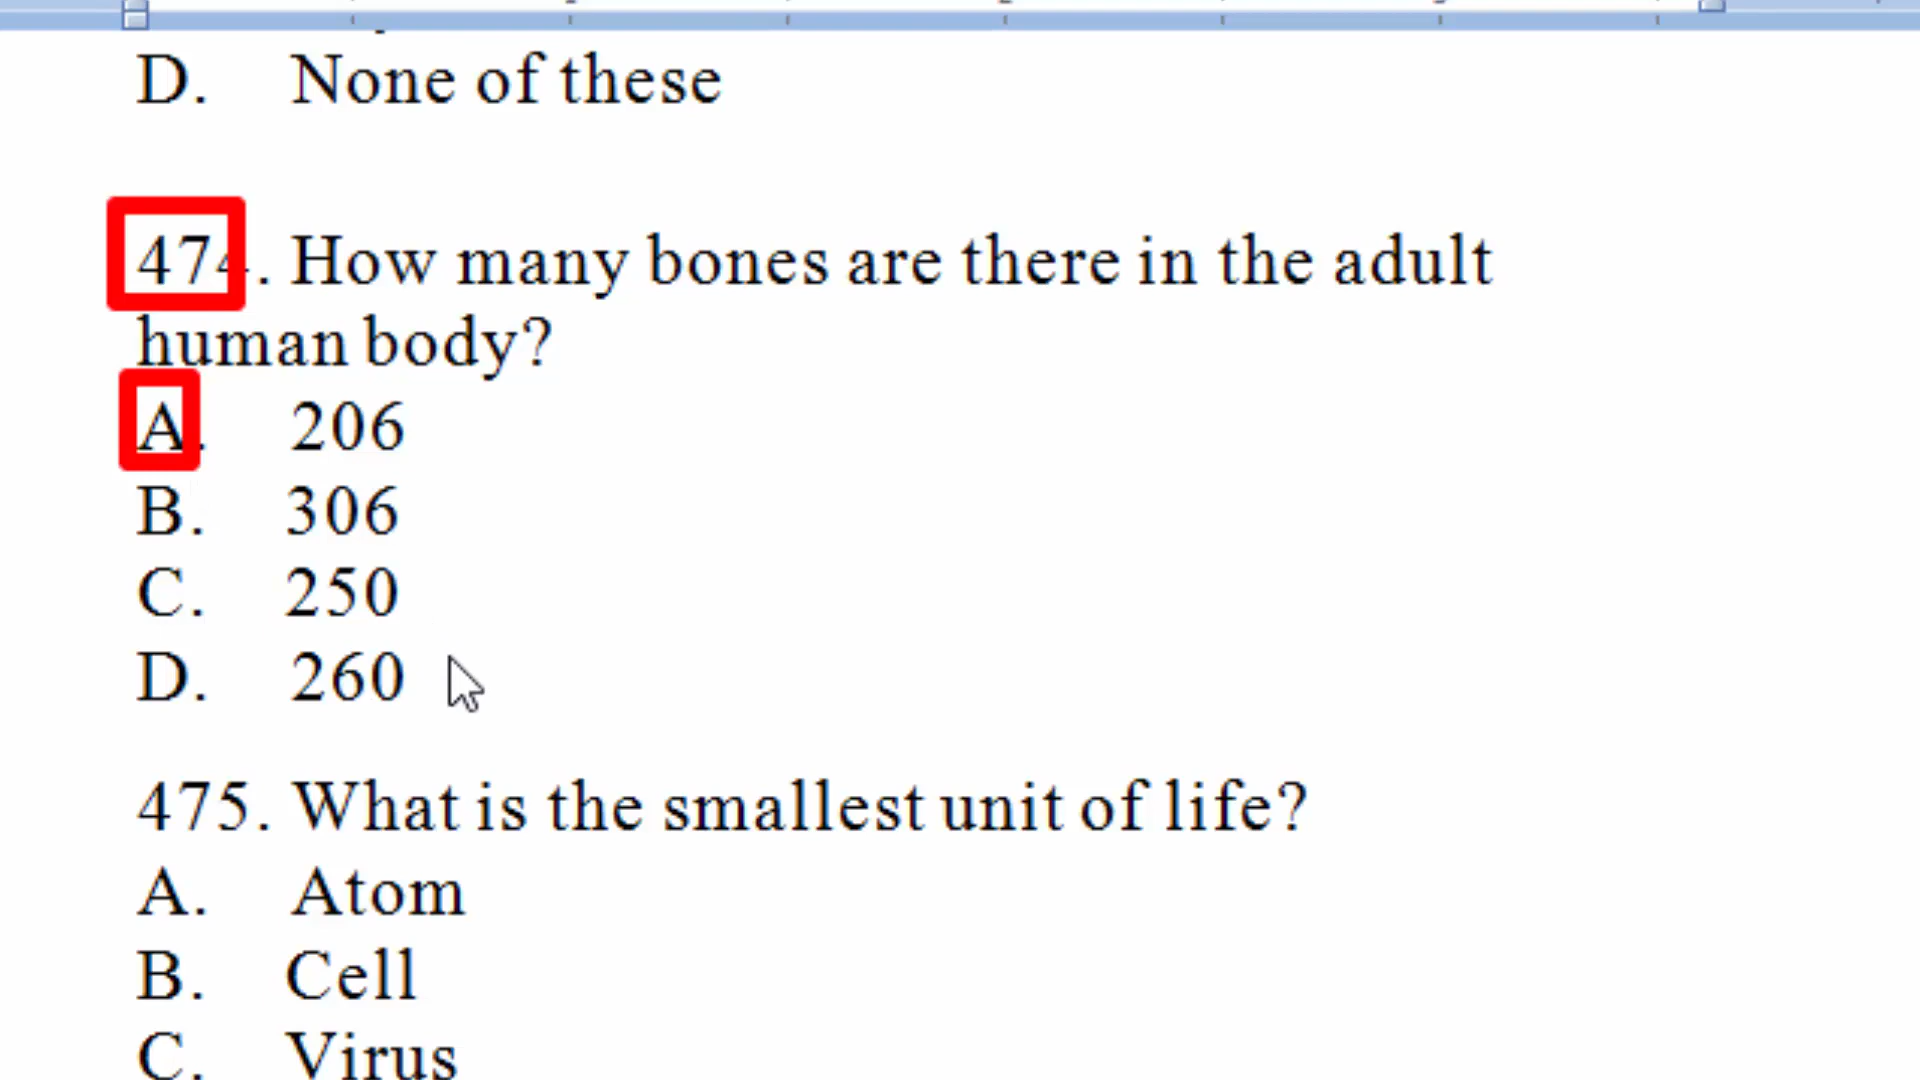 D. None of these
474. How many bones are there in the adult
human body?
A. 206
B. 306
C. 250
D. 260
475. What is the smallest unit of life?
A. Atom
B. Cell
C. Virus